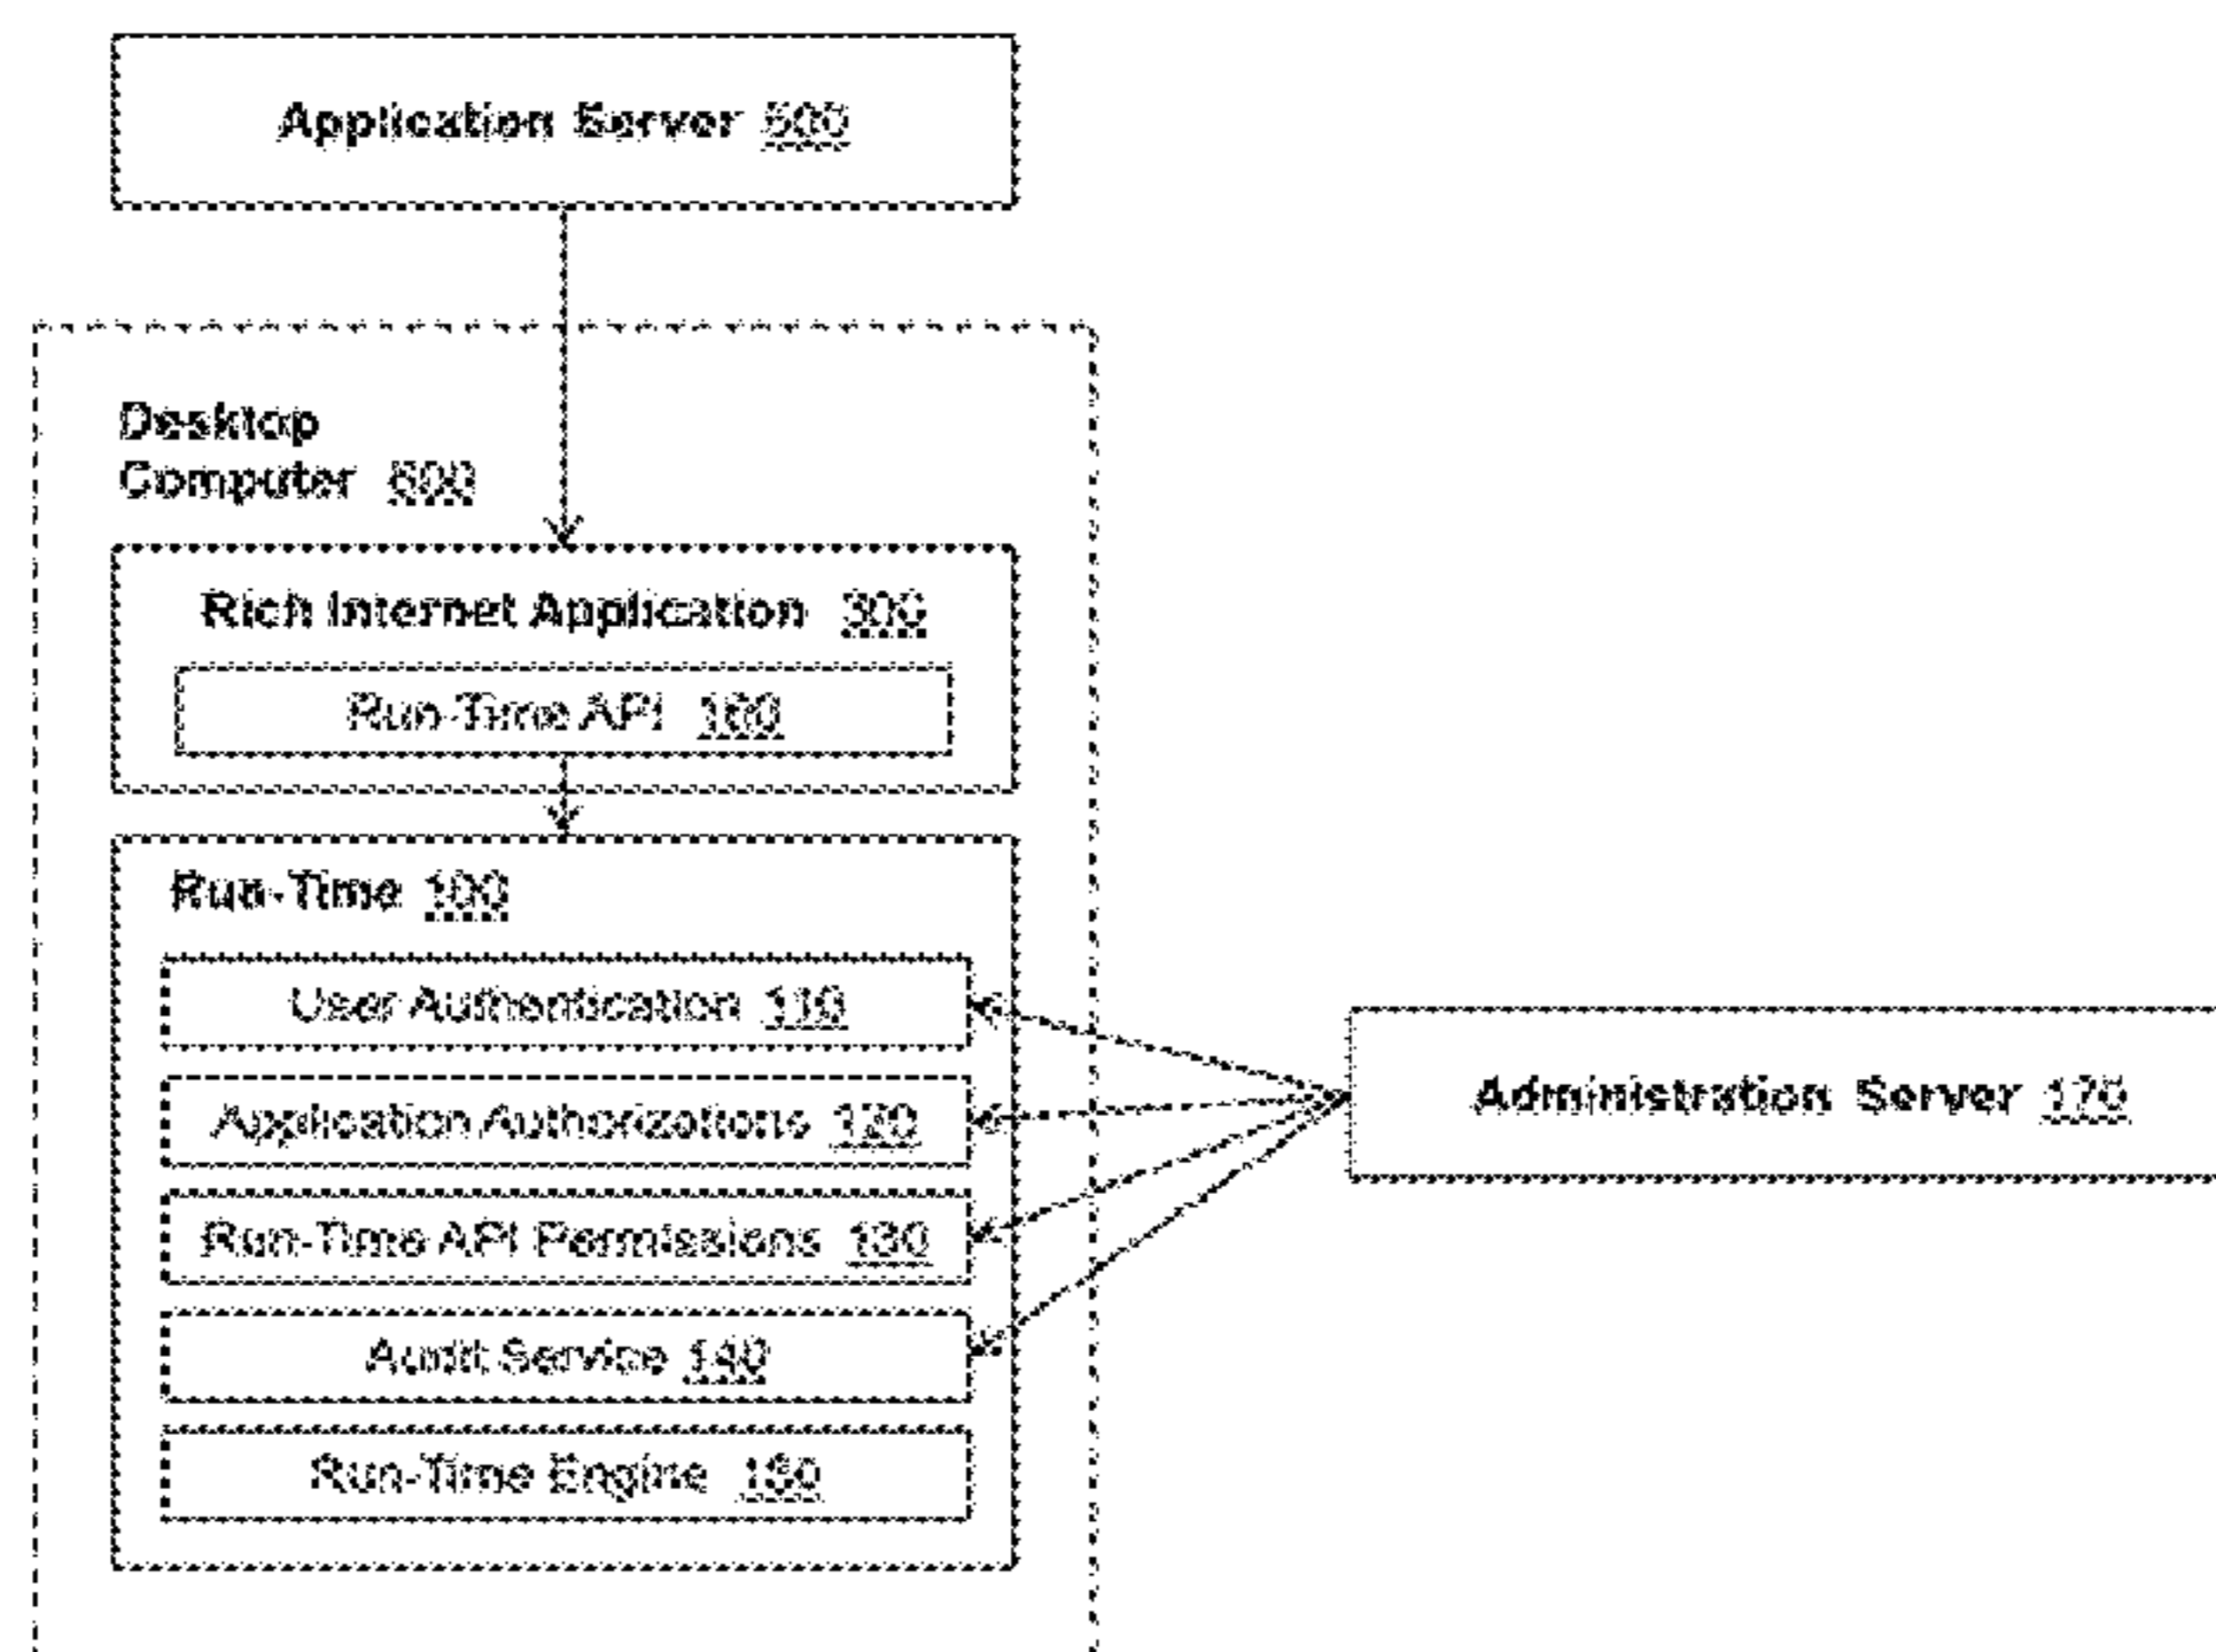 Application Server 500
Desktop
Computer 600
Rich Internet Application 300
Run-Time API 160
Run-Time 100
User Authentication 110
Application Authorizations 120
Run-Time API Permissions 130
Audit Service 140
Run-Time Engine 150
Administration Server 170